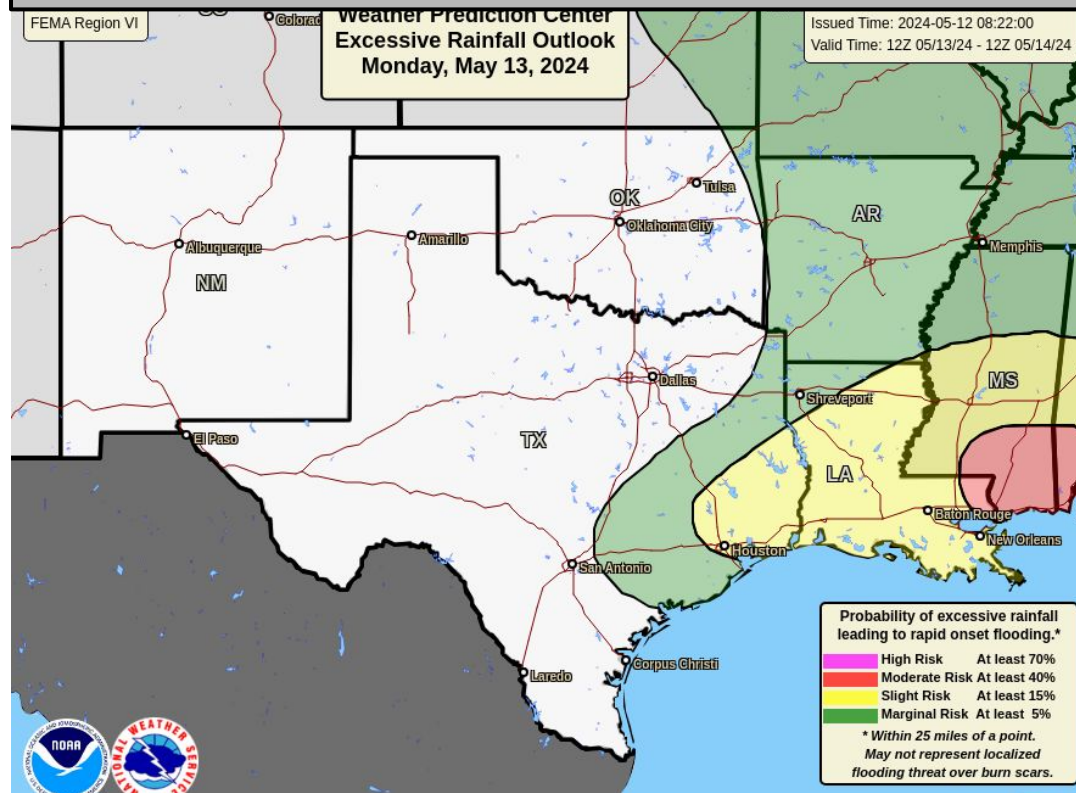 FEMA Region VI
Weather Prediction Center
Excessive Rainfall Outlook
Monday, May 13, 2024
Issued Time: 2024-05-12 08:22:00
Valid Time: 12Z 05/13/24 - 12Z 05/14/24
Tulsa
OK
Oklahoma City
AR
Albuquerque
Amarillo
Memphis
NM
Dallas
MS
Shreveport
El Paso
TX
LA
Baton Rouge
New Orleans
Houston
San Antonio
Corpus Christi
Laredo
Probability of excessive rainfall
leading to rapid onset flooding.*
High Risk At least 70%
Moderate Risk At least 40%
Slight Risk At least 15%
Marginal Risk At least 5%
* Within 25 miles of a point.
May not represent localized
flooding threat over burn scars.
NOAA
NATIONAL WEATHER SERVICE